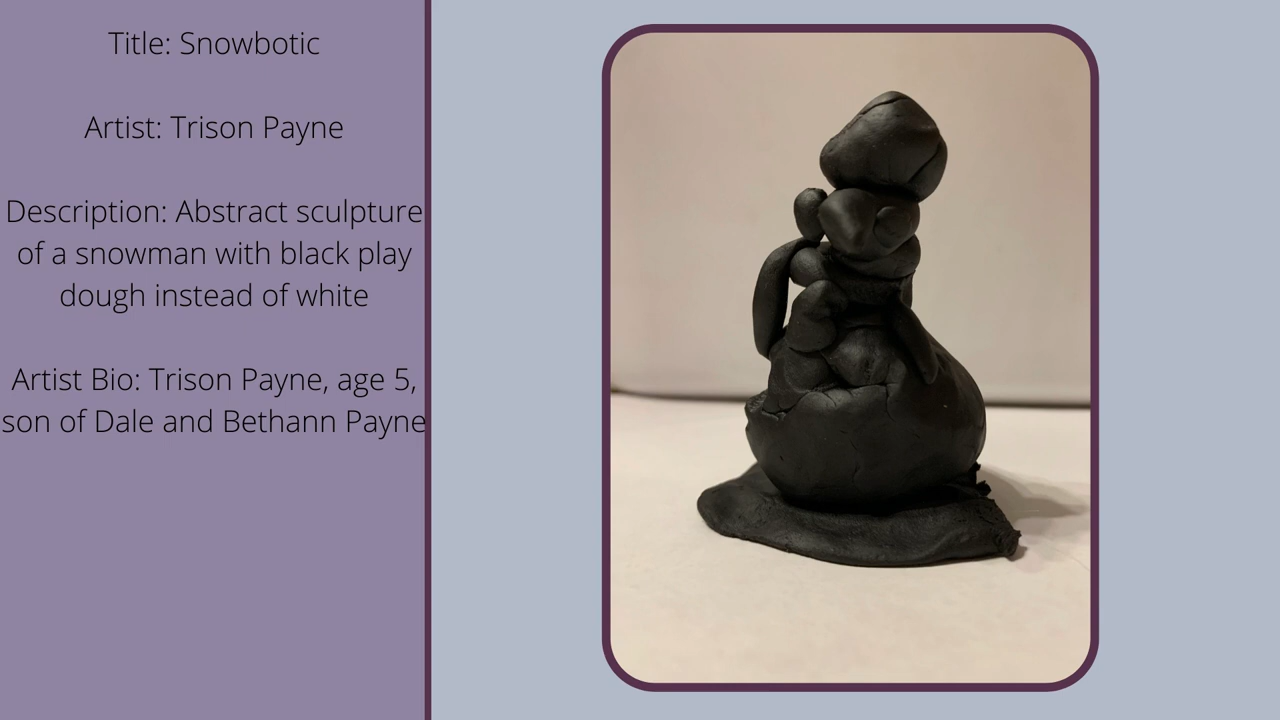 Title: Snowbotic
Artist: Trison Payne
Description: Abstract sculpture
of a snowman with black play
dough instead of white
Artist Bio: Trison Payne, age 5,
son of Dale and Bethann Payne